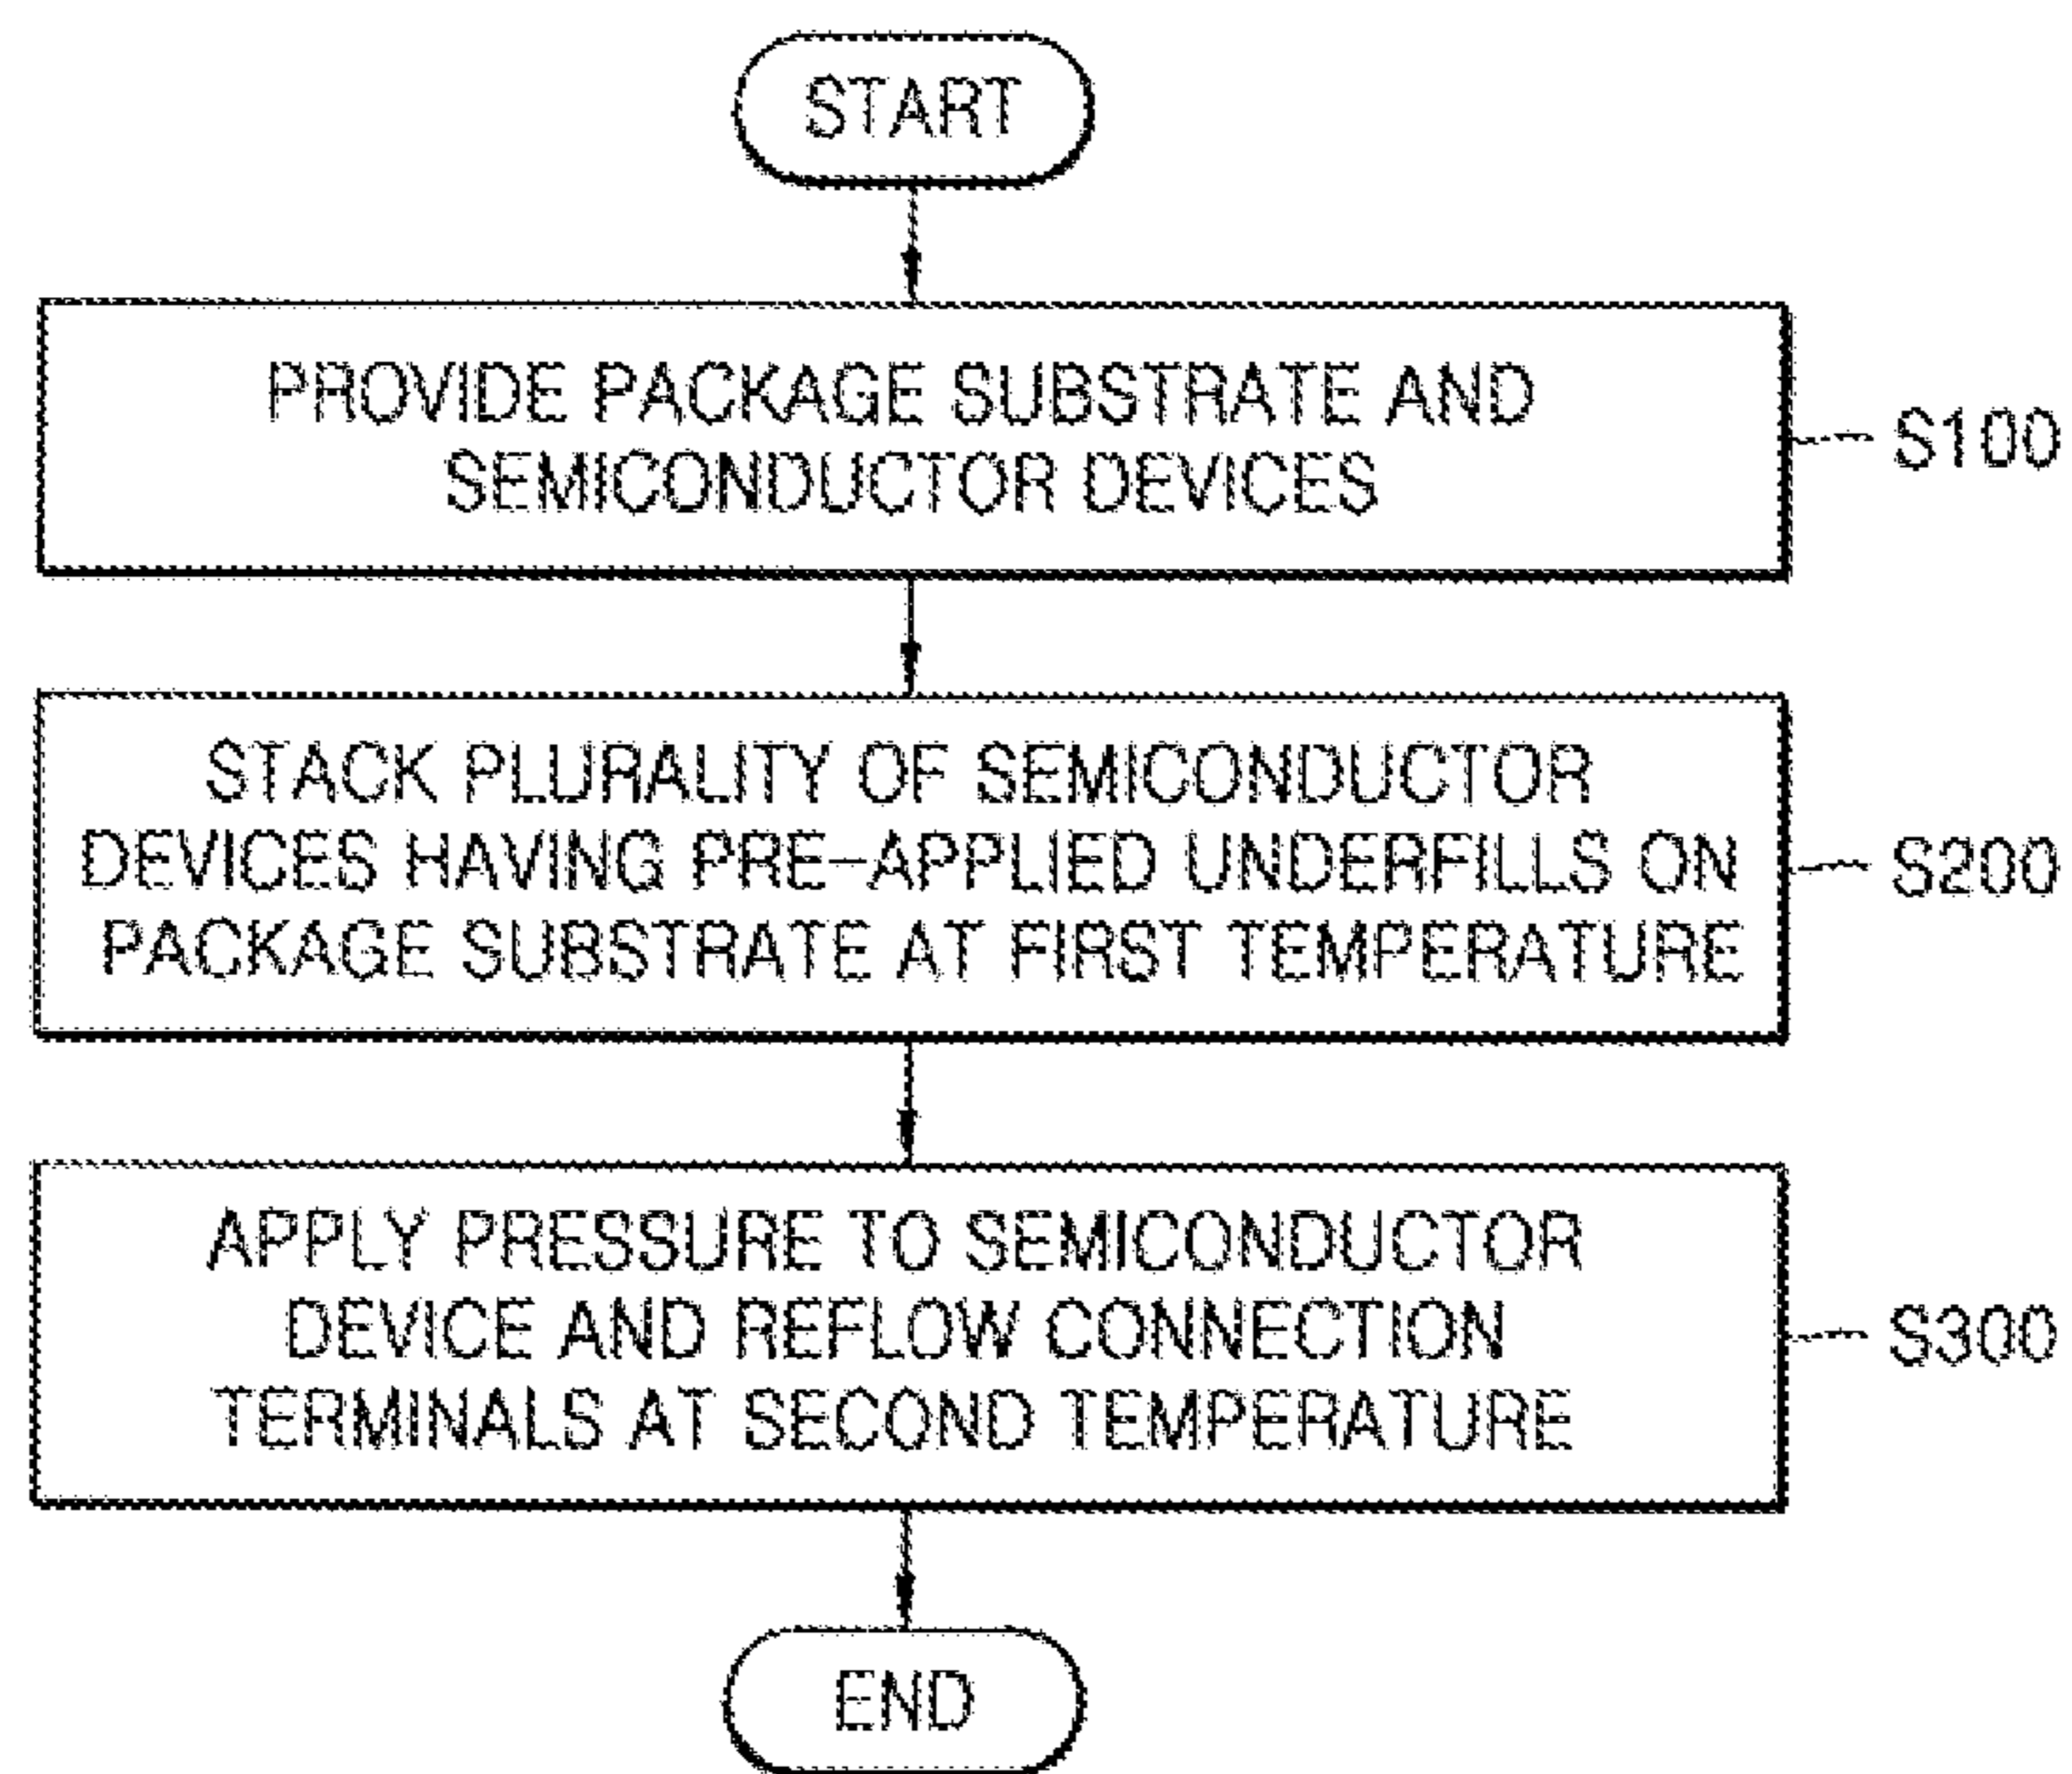 START
PROVIDE PACKAGE SUBSTRATE AND
SEMICONDUCTOR DEVICES
S100
STACK PLURALITY OF SEMICONDUCTOR
DEVICES HAVING PRE-APPLIED UNDERFILLS ON
PACKAGE SUBSTRATE AT FIRST TEMPERATURE
S200
APPLY PRESSURE TO SEMICONDUCTOR
DEVICE AND REFLOW CONNECTION
TERMINALS AT SECOND TEMPERATURE
S300
END